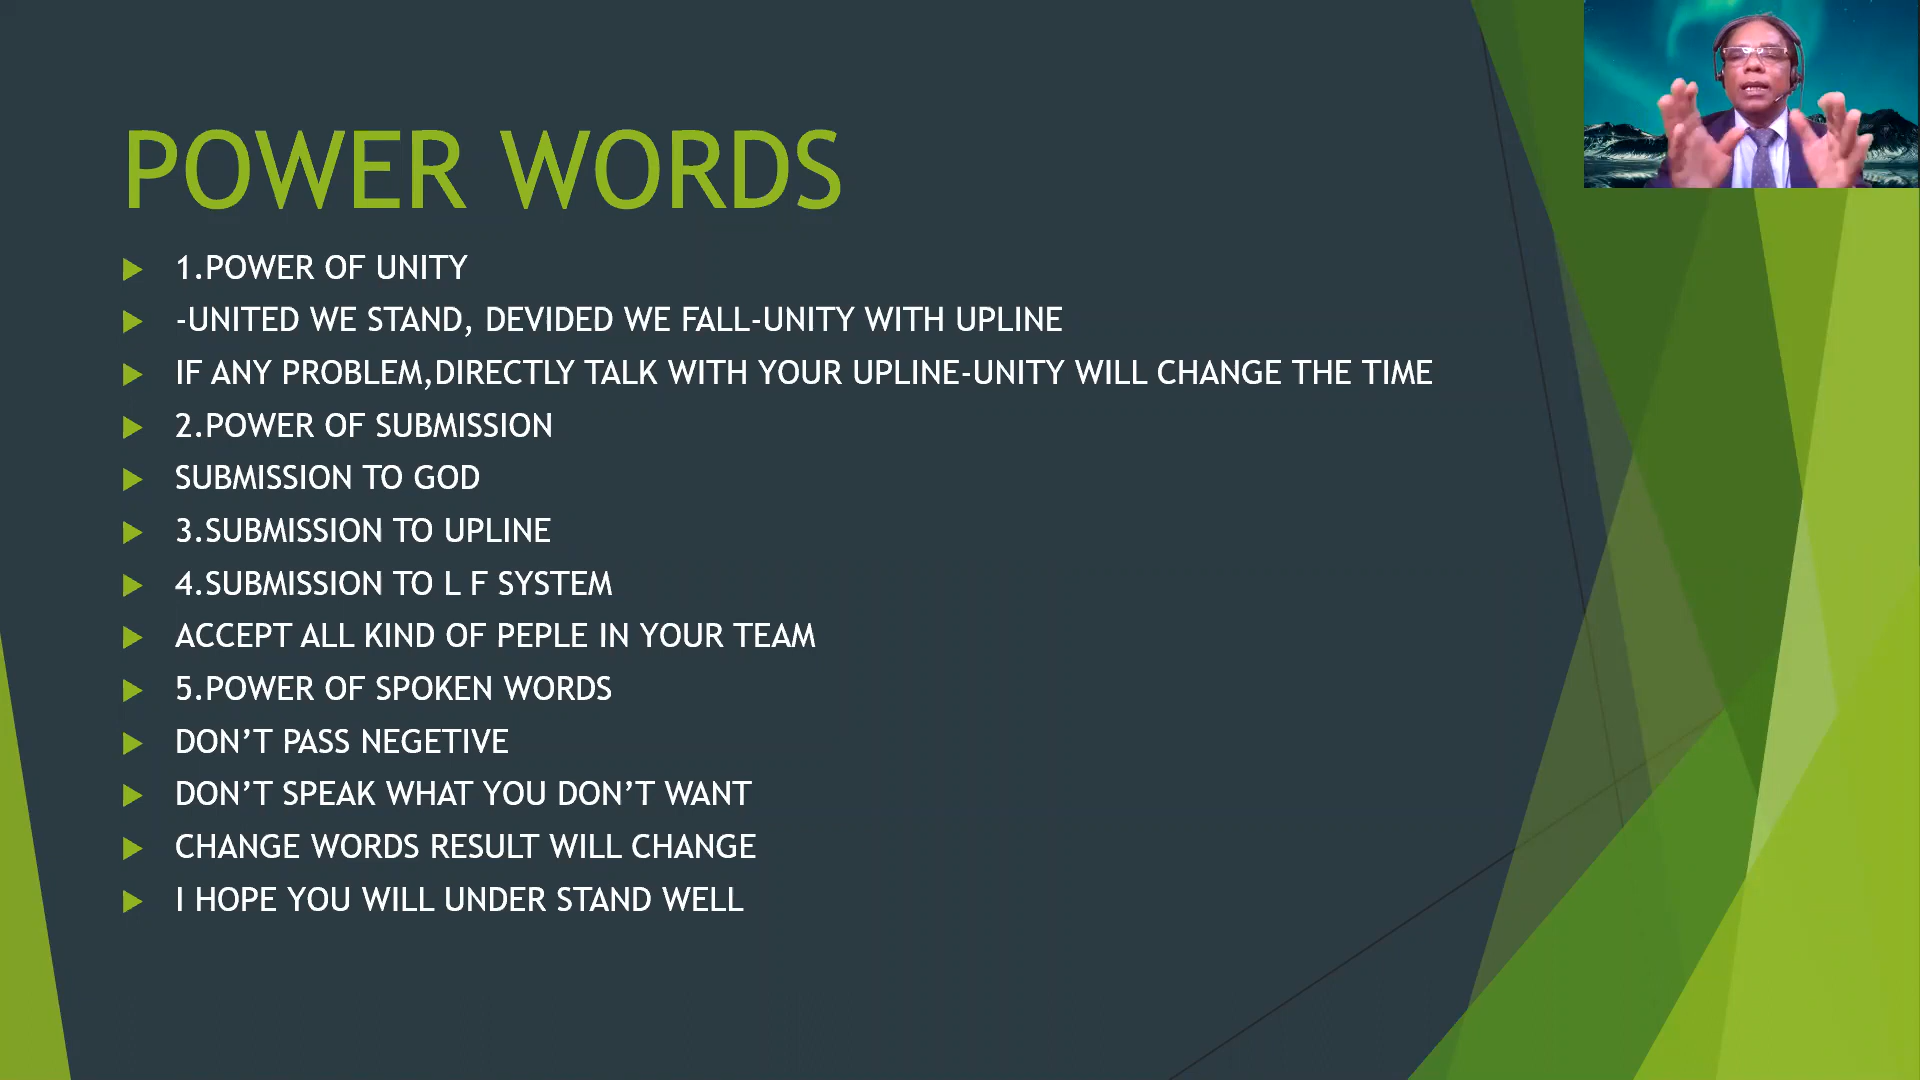 POWER WORDS
1.POWER OF UNITY
-UNITED WE STAND, DEVIDED WE FALL-UNITY WITH UPLINE
IF ANY PROBLEM,DIRECTLY TALK WITH YOUR UPLINE-UNITY WILL CHANGE THE TIME
2.POWER OF SUBMISSION
SUBMISSION TO GOD
3.SUBMISSION TO UPLINE
4.SUBMISSION TO L F SYSTEM
ACCEPT ALL KIND OF PEPLE IN YOUR TEAM
5.POWER OF SPOKEN WORDS
DON’T PASS NEGETIVE
DON’T SPEAK WHAT YOU DON’T WANT
CHANGE WORDS RESULT WILL CHANGE
I HOPE YOU WILL UNDER STAND WELL